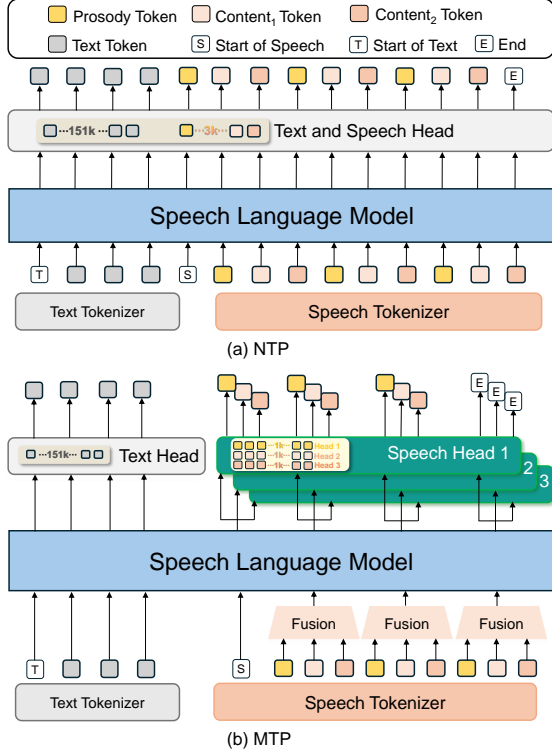 Prosody Token Content₁ Token Content₂ Token
Text Token S Start of Speech T Start of Text E End
E
···151k··· ···3k··· Text and Speech Head
Speech Language Model
T S
Text Tokenizer Speech Tokenizer
(a) NTP
E
E
E
···151k··· Text Head
···1k··· Head 1 Speech Head 1
···1k··· Head 2
···1k··· Head 3
2
3
Speech Language Model
Fusion Fusion Fusion
T S
Text Tokenizer Speech Tokenizer
(b) MTP